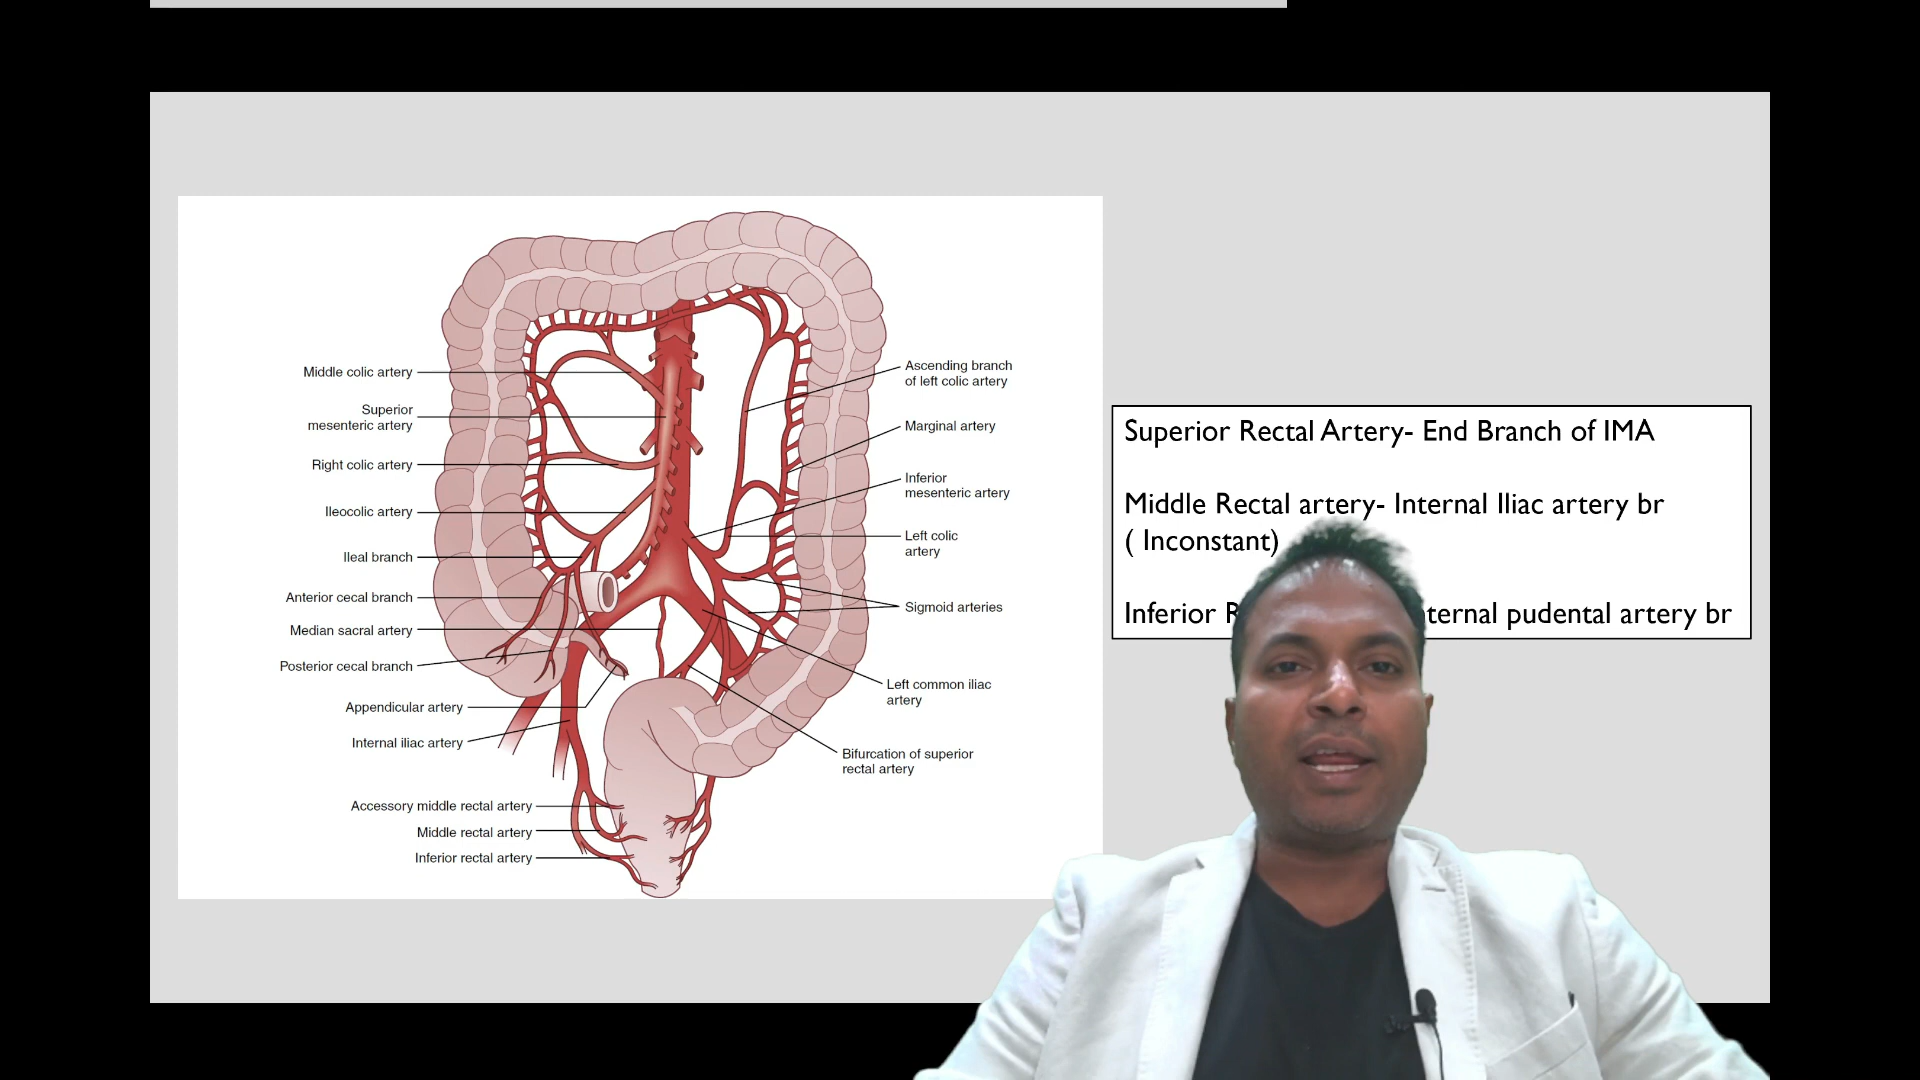 Middle colic artery
Superior
mesenteric artery
Right colic artery
Ileocolic artery
Ileal branch
Anterior cecal branch
Median sacral artery
Posterior cecal branch
Appendicular artery
Internal iliac artery
Accessory middle rectal artery
Middle rectal artery
Inferior rectal artery
Ascending branch
of left colic artery
Marginal artery
Inferior
mesenteric artery
Left colic
artery
Sigmoid arteries
Left common iliac
artery
Bifurcation of superior
rectal artery
Superior Rectal Artery- End Branch of IMA
Middle Rectal artery- Internal Iliac artery br
( Inconstant)
Inferior pudental artery br